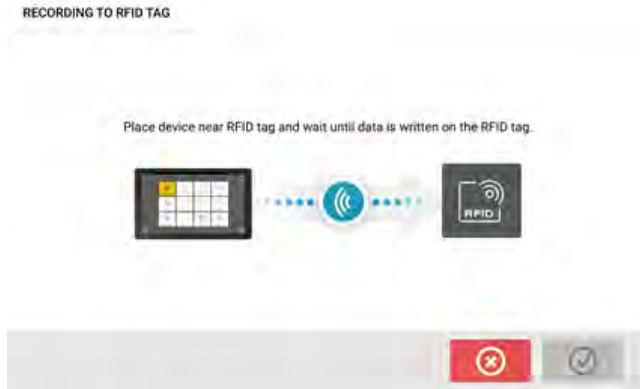 RECORDING TO RFID TAG
Place device near RFID tag and wait until data is written on the RFID tag.
RFID